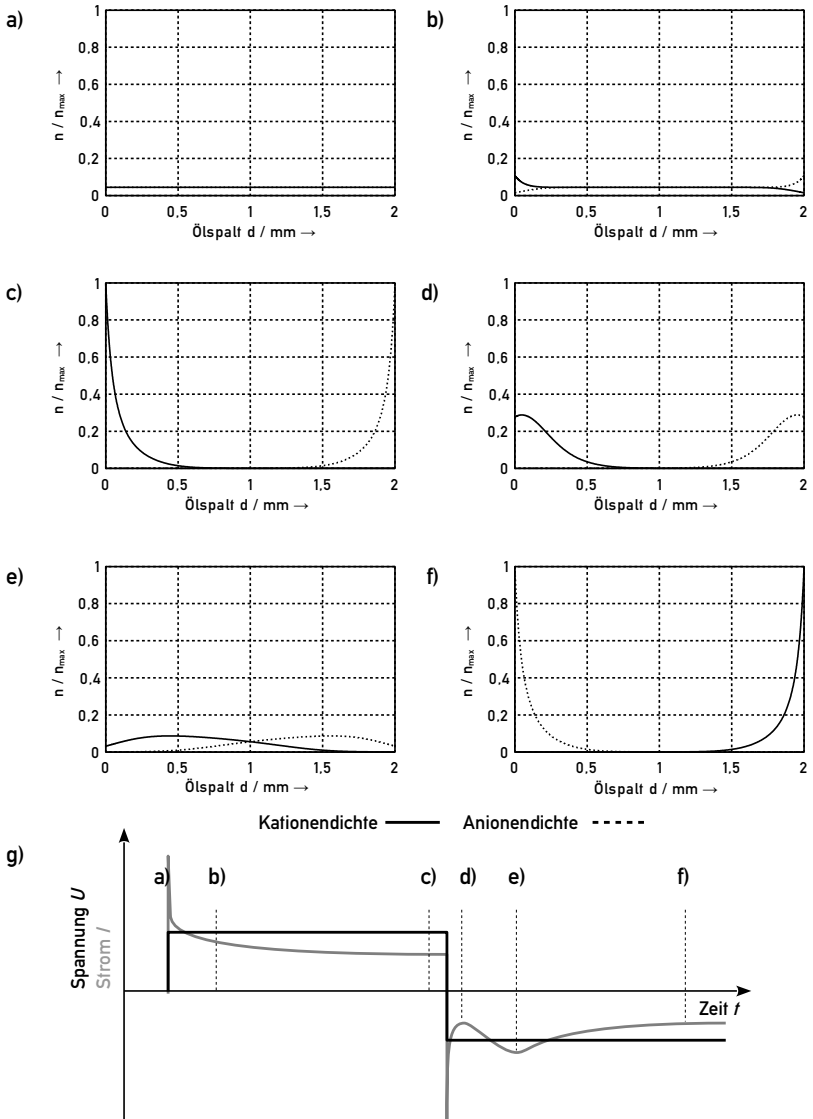 a)
1
0,8
0,6
0,4
0,2
0
n / nmax →
0 0,5 1 1,5 2
Ölspalt d / mm →
b)
1
0,8
0,6
0,4
0,2
0
n / nmax →
0 0,5 1 1,5 2
Ölspalt d / mm →
c)
1
0,8
0,6
0,4
0,2
0
n / nmax →
0 0,5 1 1,5 2
Ölspalt d / mm →
d)
1
0,8
0,6
0,4
0,2
0
n / nmax →
0 0,5 1 1,5 2
Ölspalt d / mm →
e)
1
0,8
0,6
0,4
0,2
0
n / nmax →
0 0,5 1 1,5 2
Ölspalt d / mm →
f)
1
0,8
0,6
0,4
0,2
0
n / nmax →
0 0,5 1 1,5 2
Ölspalt d / mm →
Kationendichte Anionendichte
g)
Spannung U
Strom I
a) b) c) d) e) f)
Zeit t